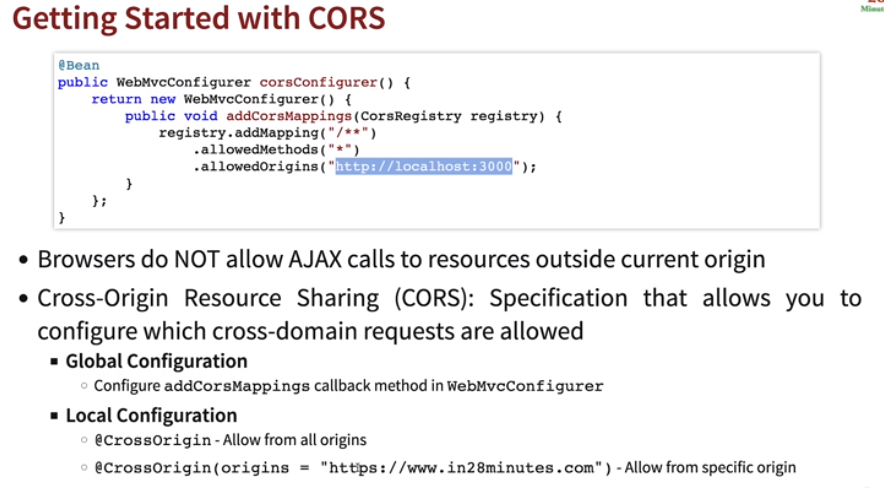 Getting Started with CORS
Minut
@Bean
public WebMvcConfigurer corsConfigurer() {
return new WebMvcConfigurer() {
public void addCorsMappings(CorsRegistry registry) {
registry.addMapping("/**")
.allowedMethods("*")
.allowedOrigins("http://localhost:3000");
}
};
}
• Browsers do NOT allow AJAX calls to resources outside current origin
• Cross-Origin Resource Sharing (CORS): Specification that allows you to
configure which cross-domain requests are allowed
▪ Global Configuration
○ Configure addCorsMappings callback method in WebMvcConfigurer
▪ Local Configuration
○ @CrossOrigin - Allow from all origins
○ @CrossOrigin(origins = "https://www.in28minutes.com") - Allow from specific origin